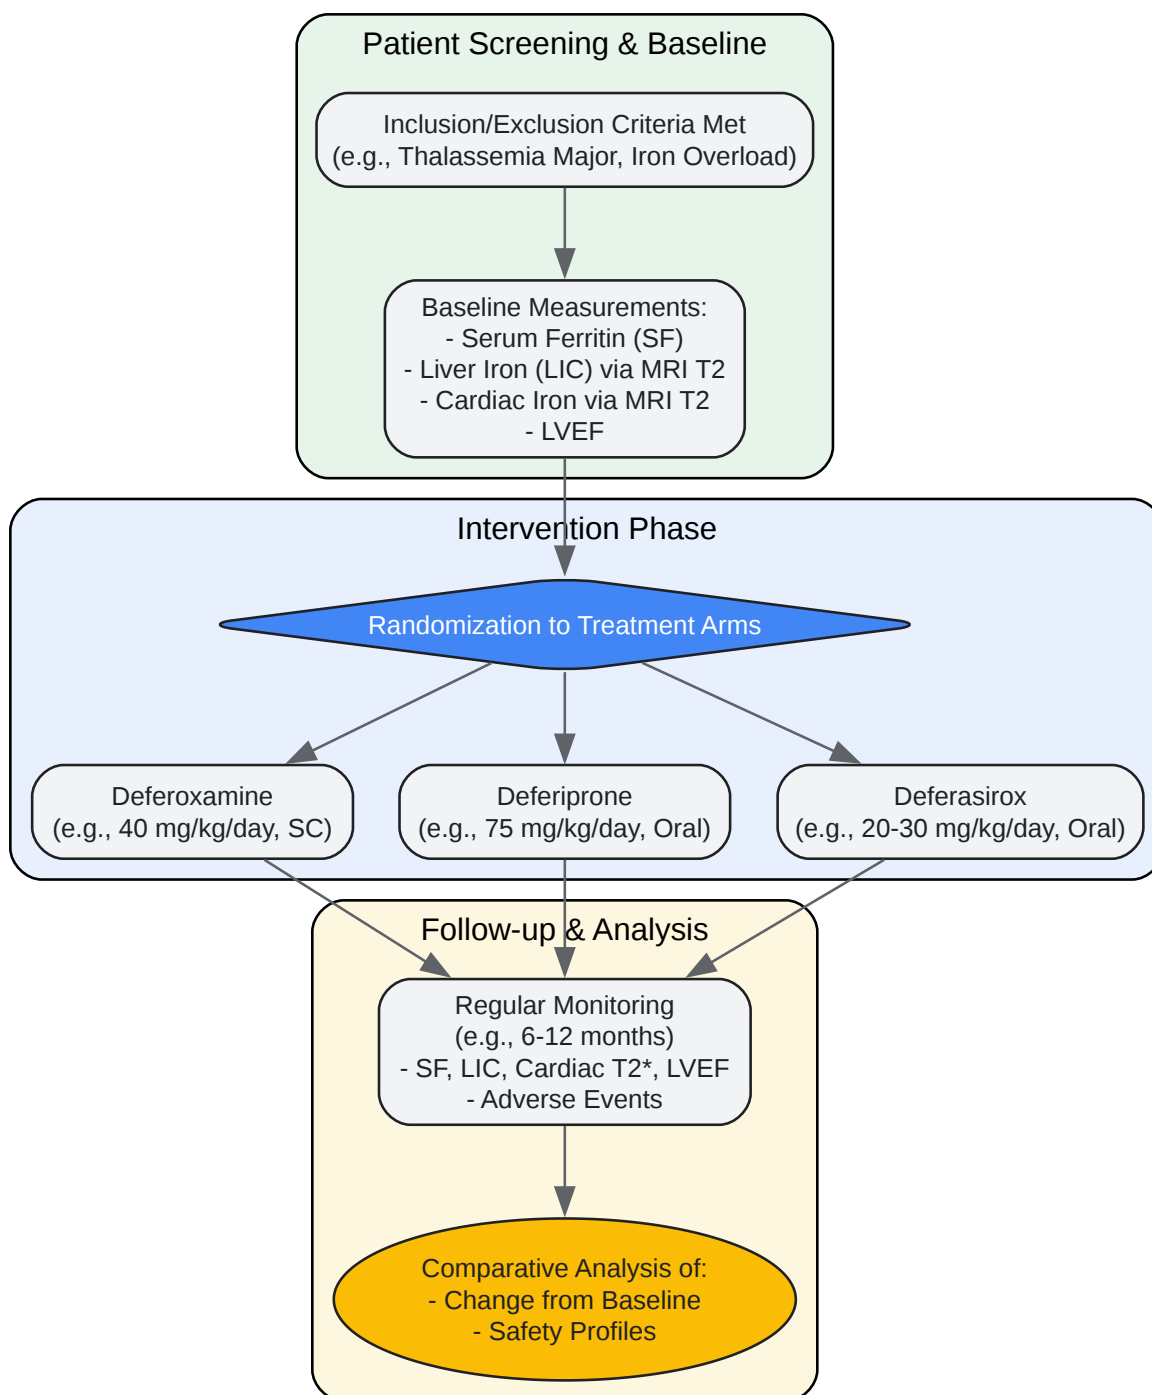 Patient Screening & Baseline
Inclusion/Exclusion Criteria Met
(e.g., Thalassemia Major, Iron Overload)
Baseline Measurements:
- Serum Ferritin (SF)
- Liver Iron (LIC) via MRI T2
- Cardiac Iron via MRI T2
- LVEF
Intervention Phase
Randomization to Treatment Arms
Deferoxamine
(e.g., 40 mg/kg/day, SC)
Deferiprone
(e.g., 75 mg/kg/day, Oral)
Deferasirox
(e.g., 20-30 mg/kg/day, Oral)
Follow-up & Analysis
Regular Monitoring
(e.g., 6-12 months)
- SF, LIC, Cardiac T2*, LVEF
- Adverse Events
Comparative Analysis of:
- Change from Baseline
- Safety Profiles